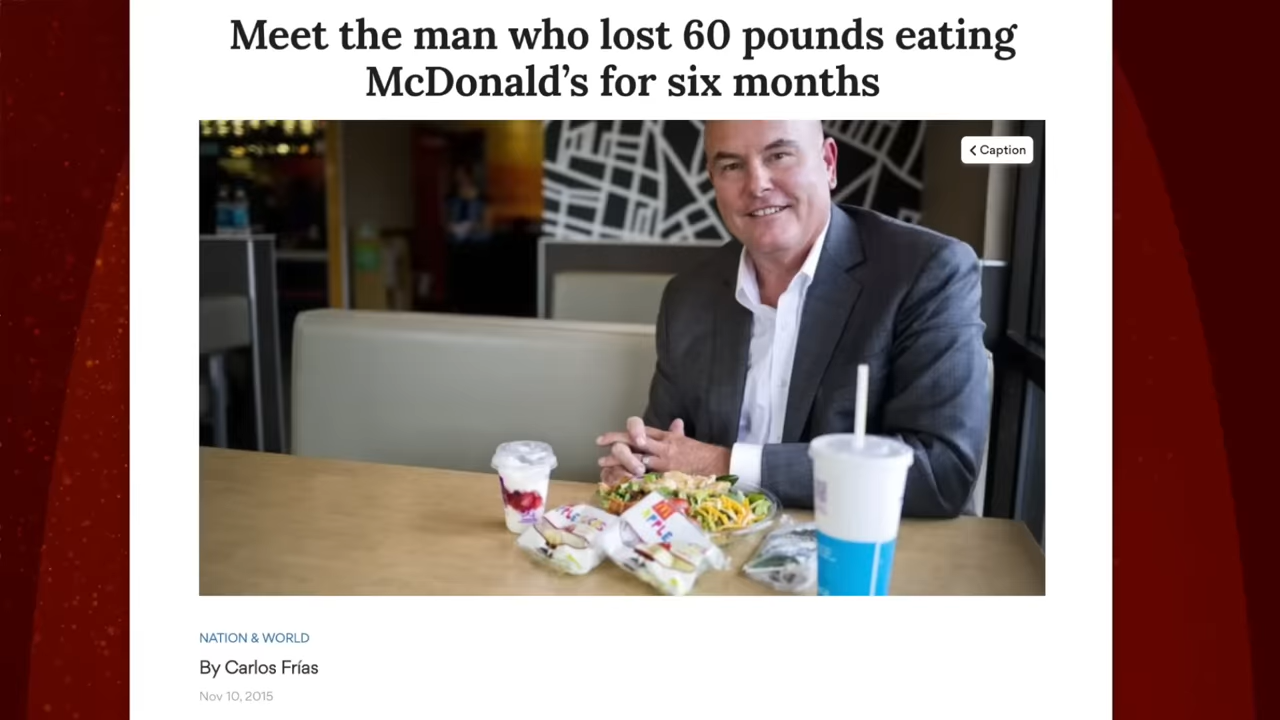 Meet the man who lost 60 pounds eating
McDonald’s for six months
Caption
APPLE
NATION & WORLD
By Carlos Frías
Nov 10, 2015